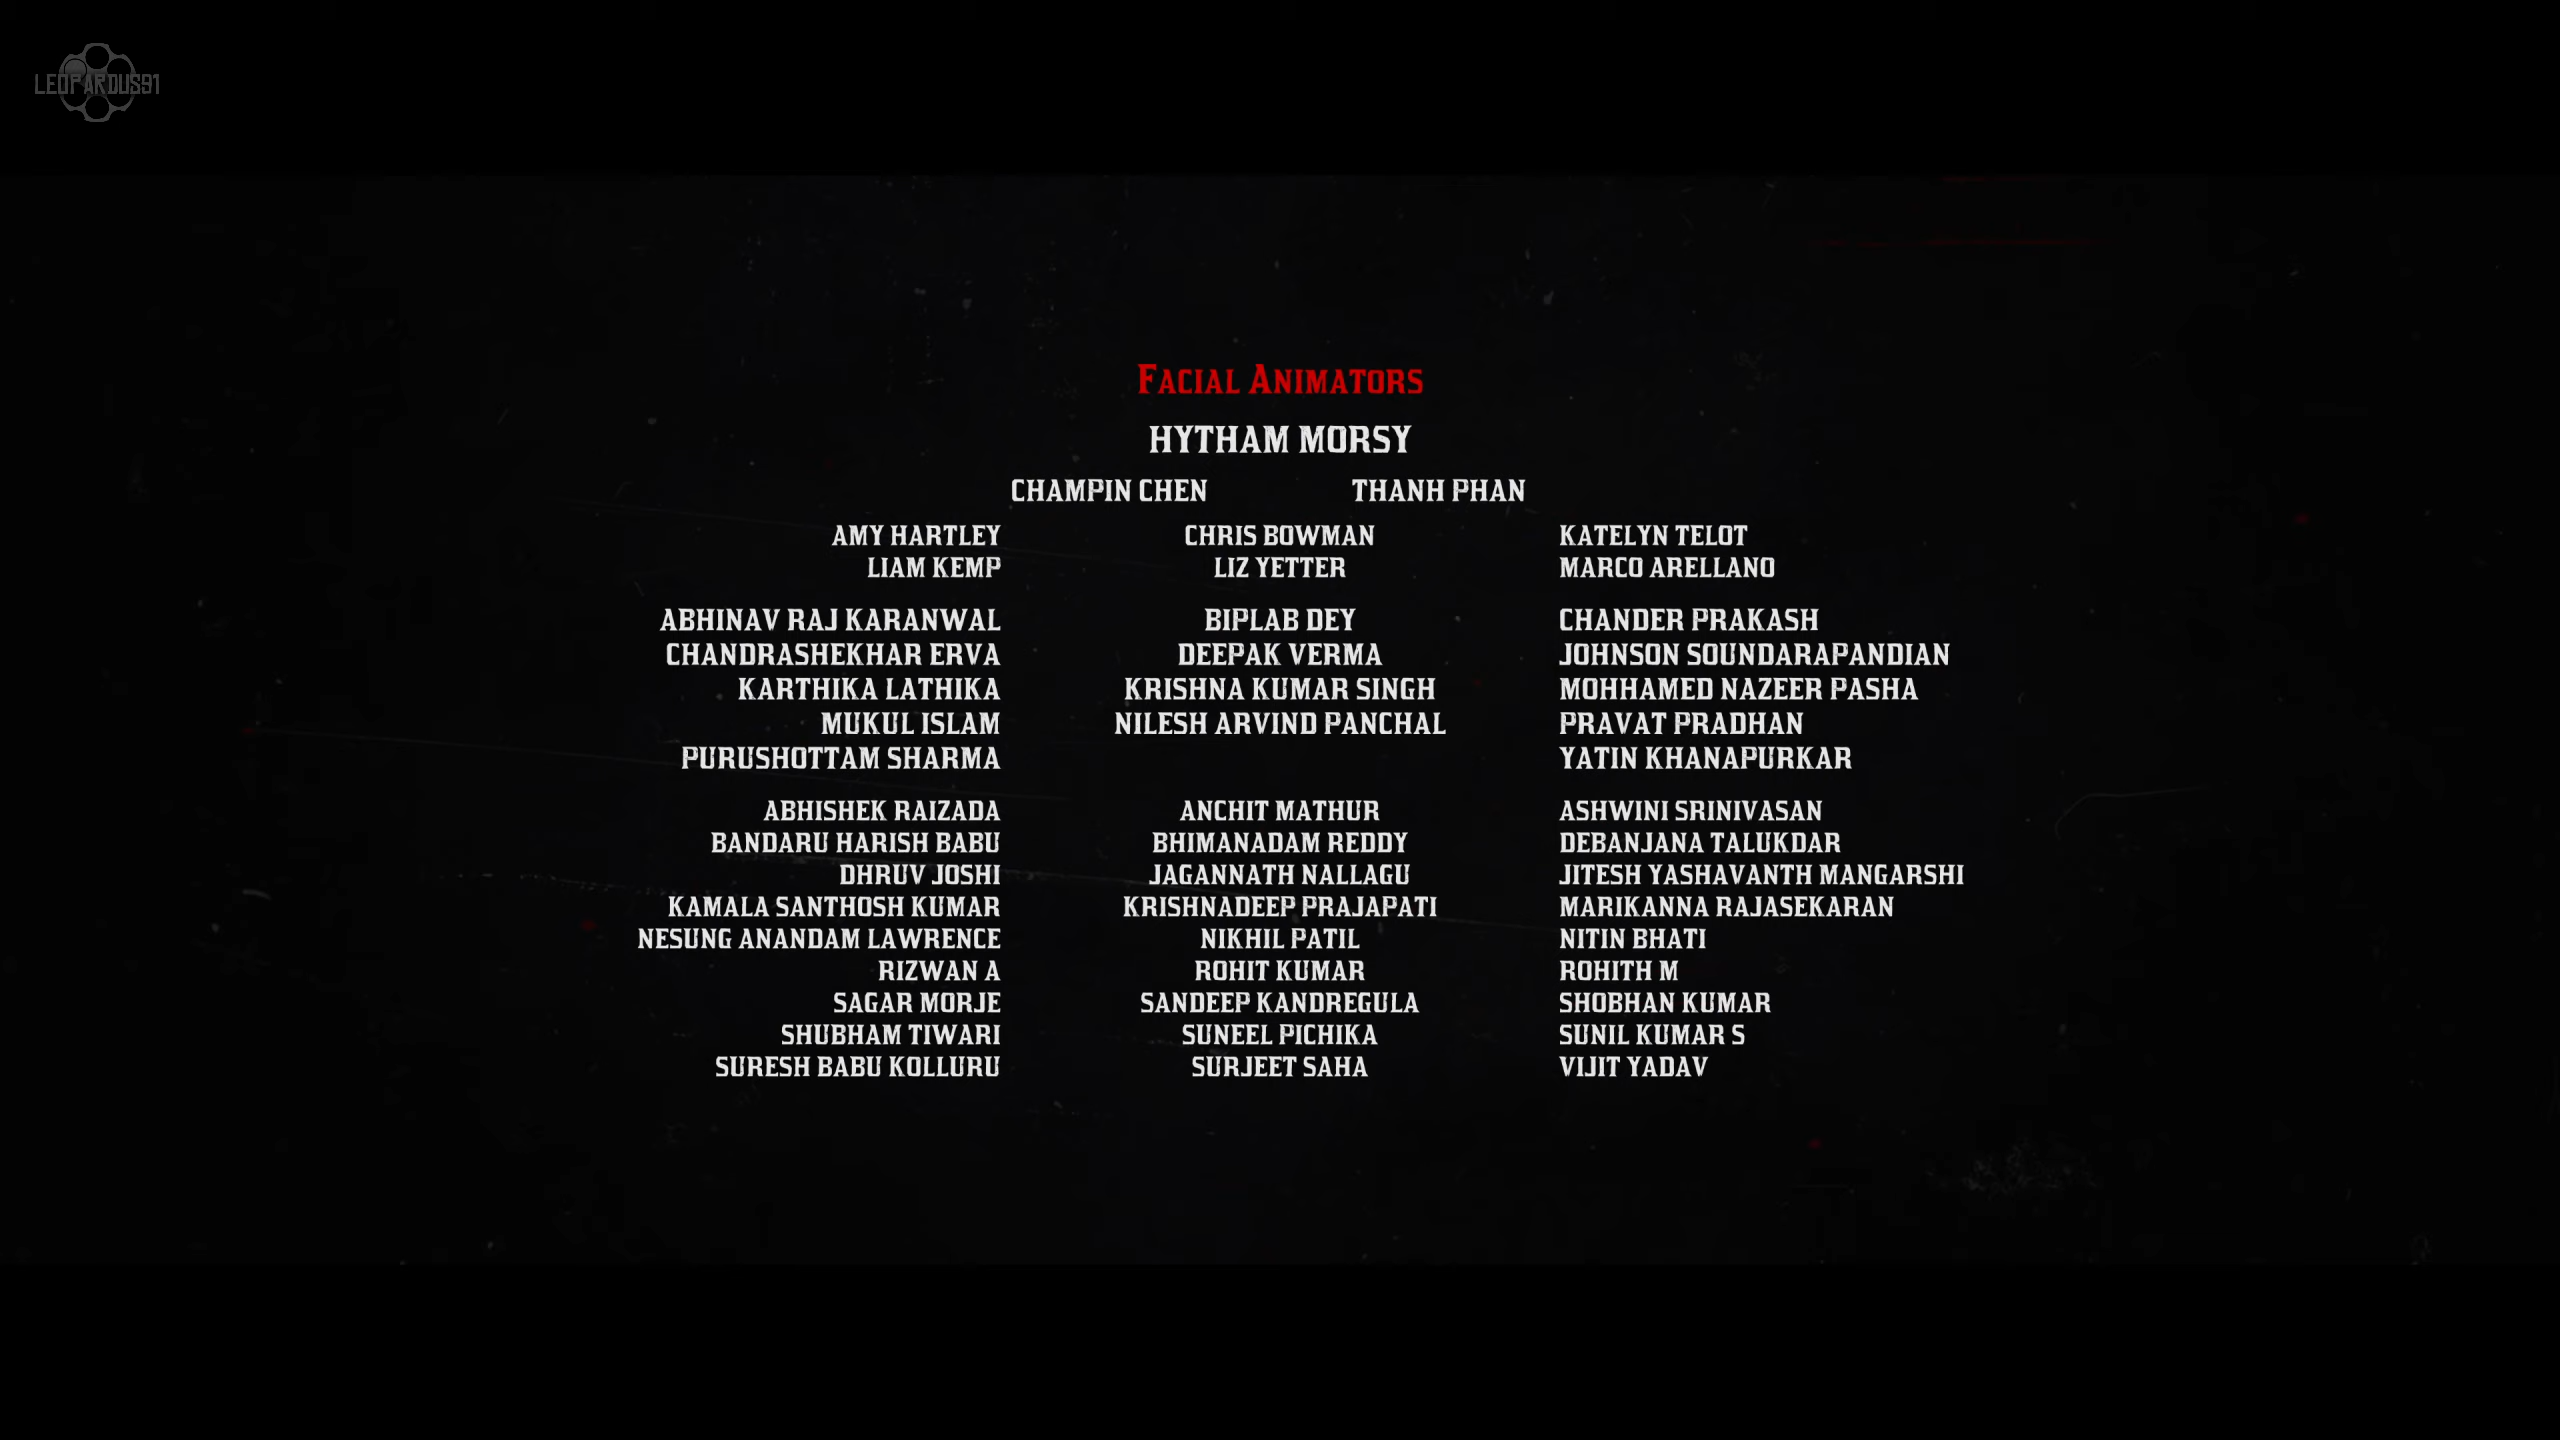 LEOPARDUS91
FACIAL ANIMATORS
HYTHAM MORSY
CHAMPIN CHEN THANH PHAN
AMY HARTLEY CHRIS BOWMAN KATELYN TELOT
LIAM KEMP LIZ YETTER MARCO ARELLANO
ABHINAV RAJ KARANWAL BIPLAB DEY CHANDER PRAKASH
CHANDRASHEKHAR ERVA DEEPAK VERMA JOHNSON SOUNDARAPANDIAN
KARTHIKA LATHIKA KRISHNA KUMAR SINGH MOHHAMED NAZEER PASHA
MUKUL ISLAM NILESH ARVIND PANCHAL PRAVAT PRADHAN
PURUSHOTTAM SHARMA YATIN KHANAPURKAR
ABHISHEK RAIZADA ANCHIT MATHUR ASHWINI SRINIVASAN
BANDARU HARISH BABU BHIMANADAM REDDY DEBANJANA TALUKDAR
DHRUV JOSHI JAGANNATH NALLAGU JITESH YASHAVANTH MANGARSHI
KAMALA SANTHOSH KUMAR KRISHNADEEP PRAJAPATI MARIKANNA RAJASEKARAN
NESUNG ANANDAM LAWRENCE NIKHIL PATIL NITIN BHATI
RIZWAN A ROHIT KUMAR ROHITH M
SAGAR MORJE SANDEEP KANDREGULA SHOBHAN KUMAR
SHUBHAM TIWARI SUNEEL PICHIKA SUNIL KUMAR S
SURESH BABU KOLLURU SURJEET SAHA VIJIT YADAV